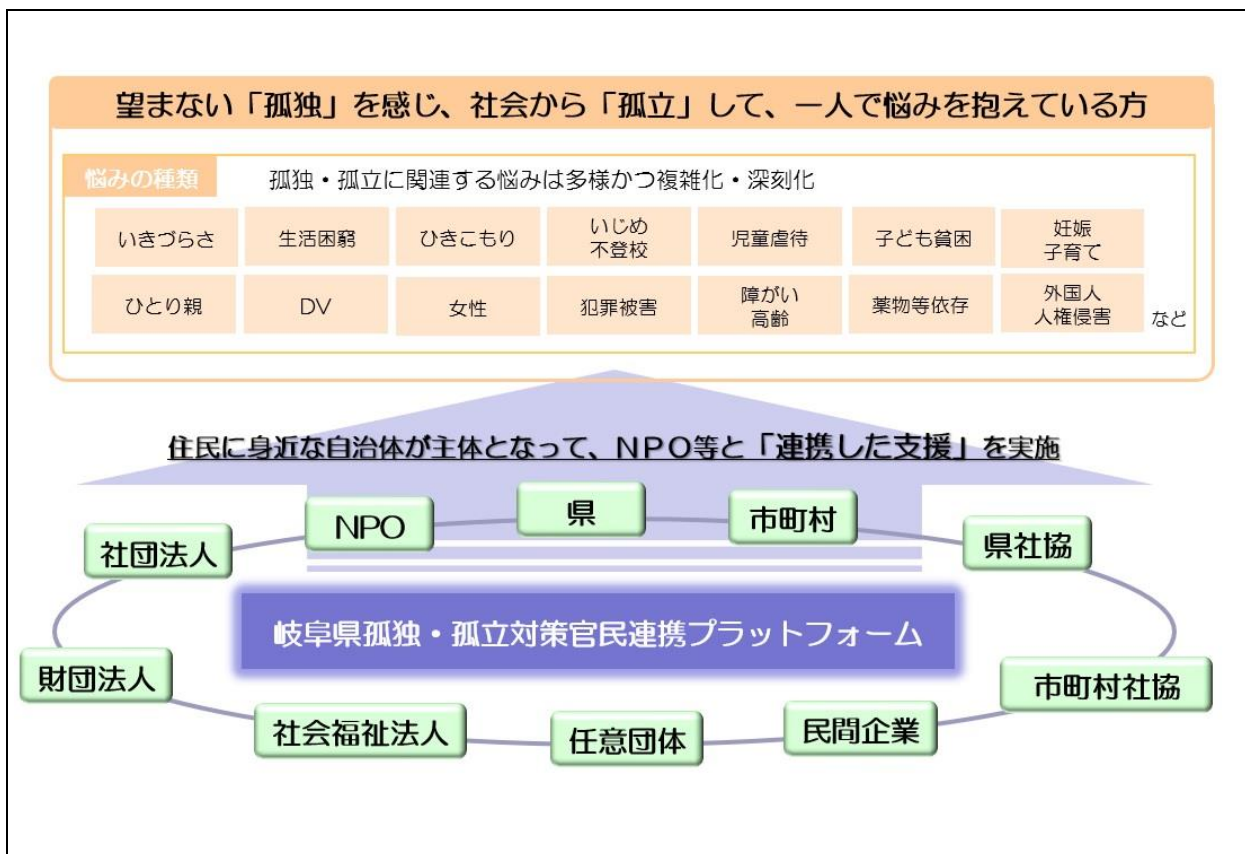 望まない「孤独」を感じ、社会から「孤立」して、一人で悩みを抱えている方
悩みの種類
孤独・孤立に関連する悩みは多様かつ複雑化・深刻化
いきづらさ
生活困窮
ひきこもり
いじめ
不登校
児童虐待
子ども貧困
妊娠
子育て
ひとり親
DV
女性
犯罪被害
障がい
高齢
薬物等依存
外国人
人権侵害
など
住民に身近な自治体が主体となって、NPO等と「連携した支援」を実施
社団法人
NPO
県
市町村
県社協
岐阜県孤独・孤立対策官民連携プラットフォーム
財団法人
社会福祉法人
任意団体
民間企業
市町村社協